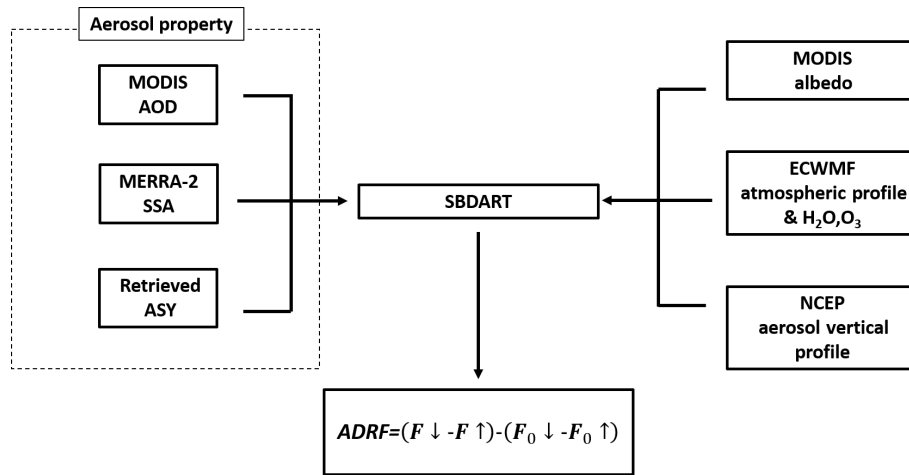 Aerosol property
MODIS
AOD
MERRA-2
SSA
Retrieved
ASY
SBDART
MODIS
albedo
ECWMF
atmospheric profile
& H₂O,O₃
NCEP
aerosol vertical
profile
ADRF=(F ↓ -F ↑)-(F₀ ↓ -F₀ ↑)